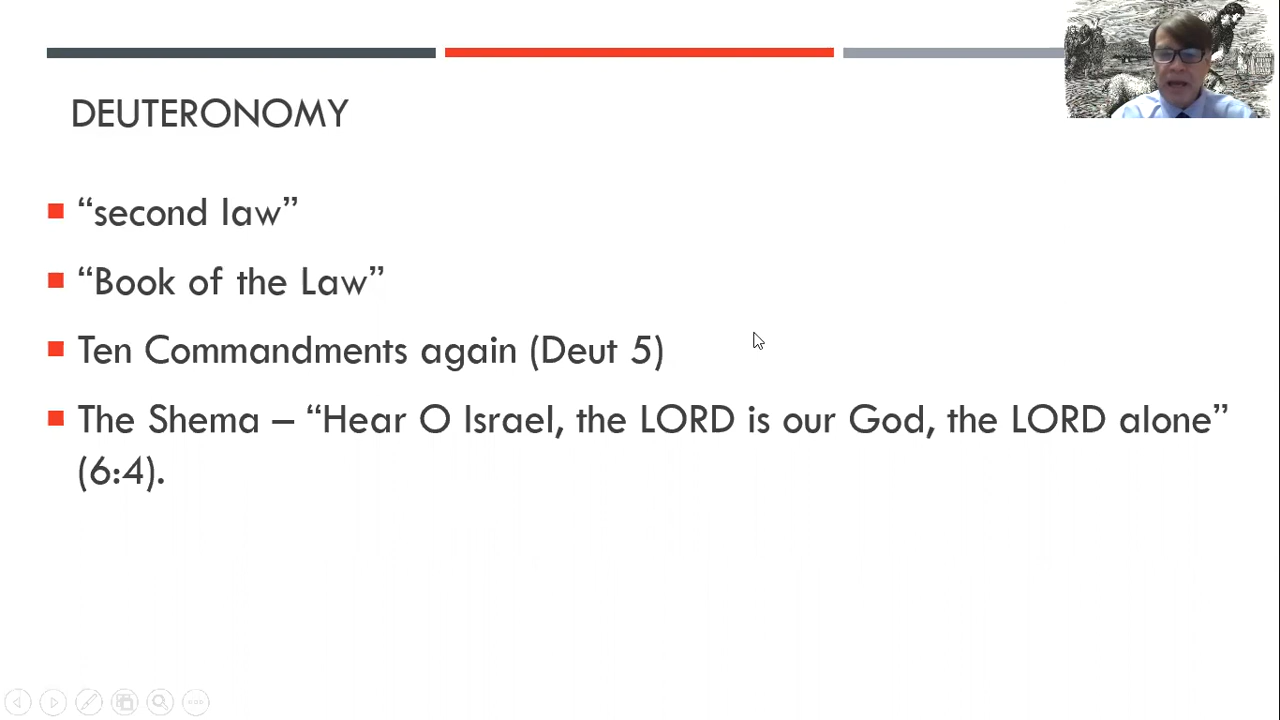 DEUTERONOMY
“second law”
“Book of the Law”
Ten Commandments again (Deut 5)
The Shema – “Hear O Israel, the LORD is our God, the LORD alone”
(6:4).